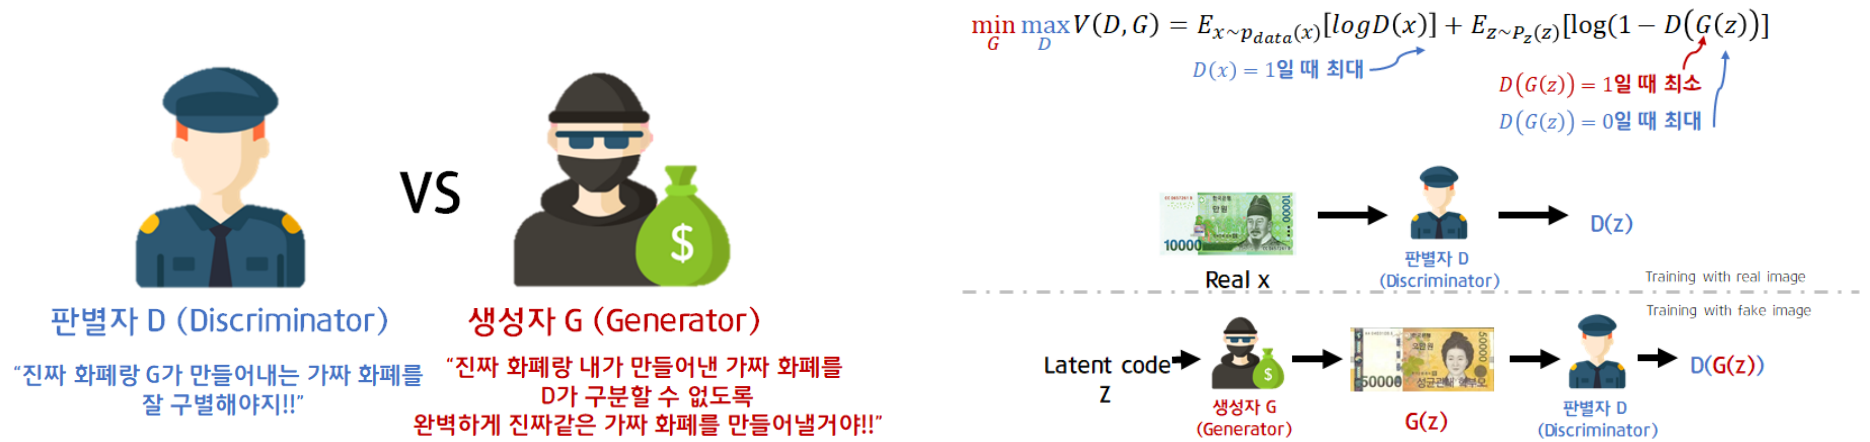 VS
판별자 D (Discriminator)
생성자 G (Generator)
“진짜 화폐랑 G가 만들어내는 가짜 화폐를
잘 구별해야지!!”
“진짜 화폐랑 내가 만들어낸 가짜 화폐를
D가 구분할 수 없도록
완벽하게 진짜같은 가짜 화폐를 만들어낼거야!!”
$
min max V(D, G) = E x~p data(x) [logD(x)] + E z~P z(z) [log(1 − D(G(z))]
G D
D(x) = 1일 때 최대
D(G(z)) = 1일 때 최소
D(G(z)) = 0일 때 최대
만원
10000
10000
D(z)
Real x
판별자 D
(Discriminator)
Training with real image
Training with fake image
Latent code
Z
$
생성자 G
(Generator)
50000
50000
G(z)
판별자 D
(Discriminator)
D(G(z))